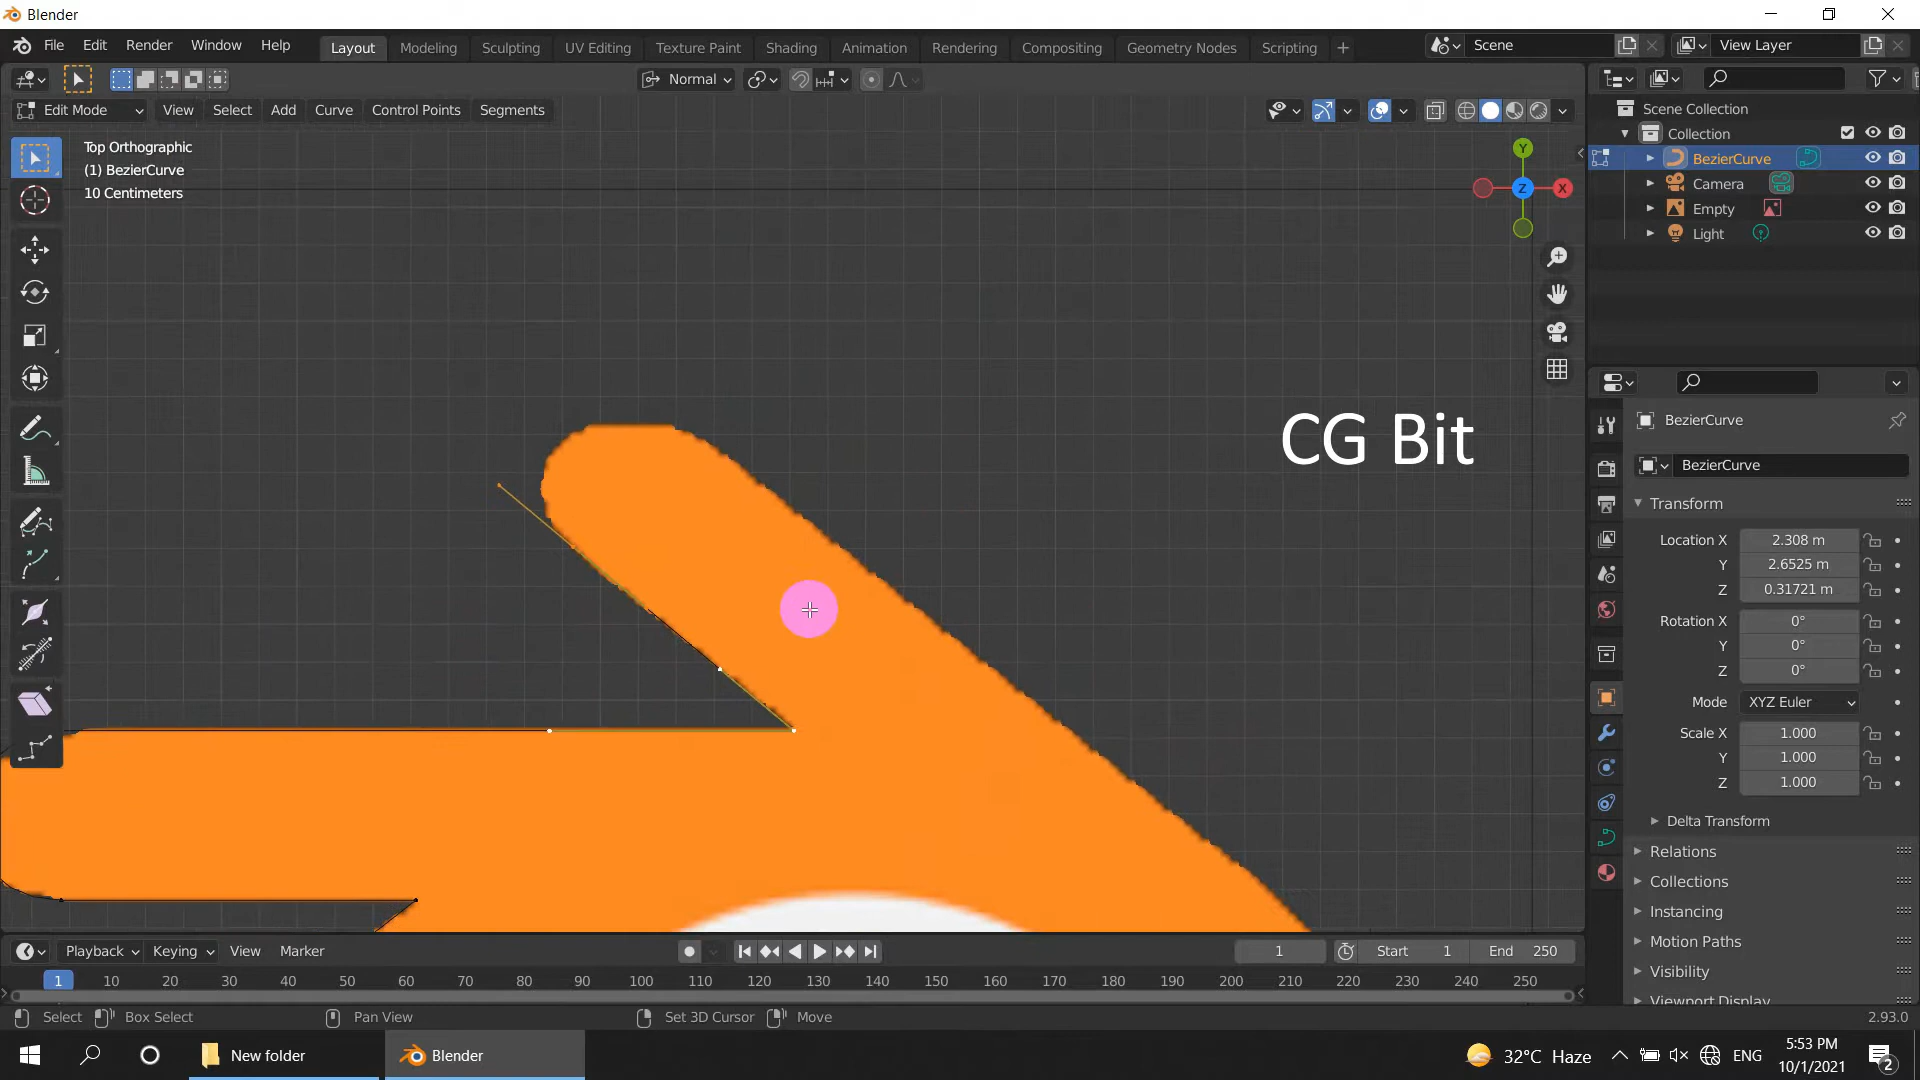 Blender
File Edit Render Window Help Layout Modeling Sculpting UV Editing Texture Paint Shading Animation Rendering Compositing Geometry Nodes Scripting + Scene View Layer
Normal
Edit Mode View Select Add Curve Control Points Segments
Top Orthographic
(1) BezierCurve
10 Centimeters
Y
Z
X
CG Bit
Scene Collection
Collection
BezierCurve
Camera
Empty
Light
BezierCurve
BezierCurve
Transform
Location X 2.308 m
Y 2.6525 m
Z 0.31721 m
Rotation X 0°
Y 0°
Z 0°
Mode XYZ Euler
Scale X 1.000
Y 1.000
Z 1.000
Delta Transform
Relations
Collections
Instancing
Motion Paths
Visibility
Viewport Display
Playback Keying View Marker 1 Start 1 End 250
1 10 20 30 40 50 60 70 80 90 100 110 120 130 140 150 160 170 180 190 200 210 220 230 240 250
Select Box Select Pan View Set 3D Cursor Move 2.93.0
New folder Blender 32°C Haze ENG 5:53 PM
10/1/2021
2